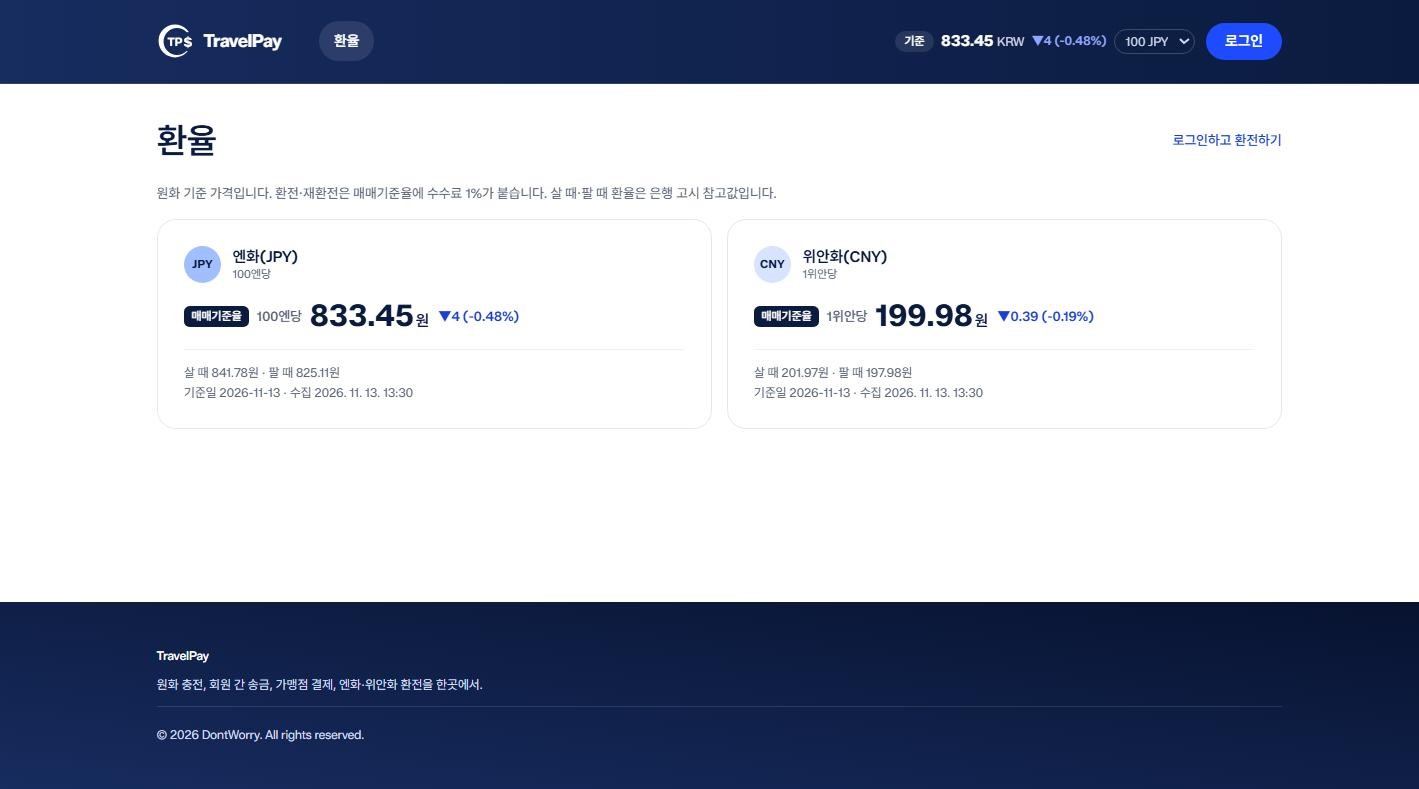 TP$ TravelPay 환율 기준 833.45 KRW ▼4 (-0.48%) 100 JPY 로그인
환율 로그인하고 환전하기
원화 기준 가격입니다. 환전·재환전은 매매기준율에 수수료 1%가 붙습니다. 살 때·팔 때 환율은 은행 고시 참고값입니다.
JPY 엔화(JPY)
100엔당
매매기준율 100엔당 833.45원 ▼4 (-0.48%)
살 때 841.78원 · 팔 때 825.11원
기준일 2026-11-13 · 수집 2026. 11. 13. 13:30
CNY 위안화(CNY)
1위안당
매매기준율 1위안당 199.98원 ▼0.39 (-0.19%)
살 때 201.97원 · 팔 때 197.98원
기준일 2026-11-13 · 수집 2026. 11. 13. 13:30
TravelPay
원화 충전, 회원 간 송금, 가맹점 결제, 엔화·위안화 환전을 한곳에서.
© 2026 DontWorry. All rights reserved.